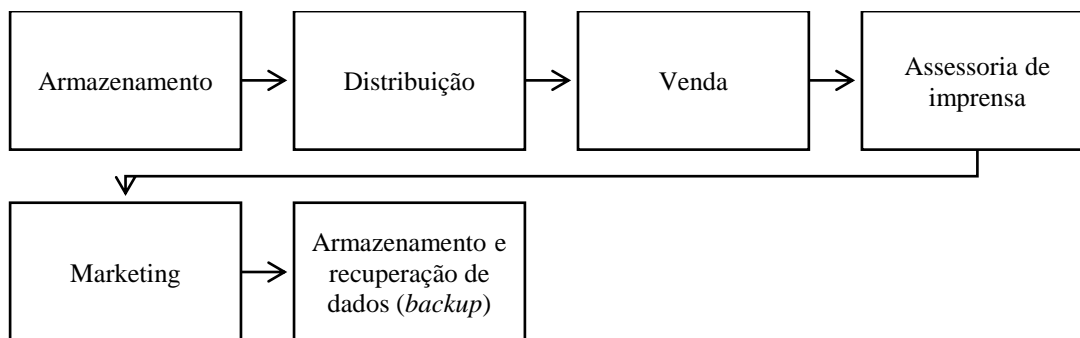 Armazenamento
Distribuição
Venda
Assessoria de
imprensa
Marketing
Armazenamento e
recuperação de
dados (backup)